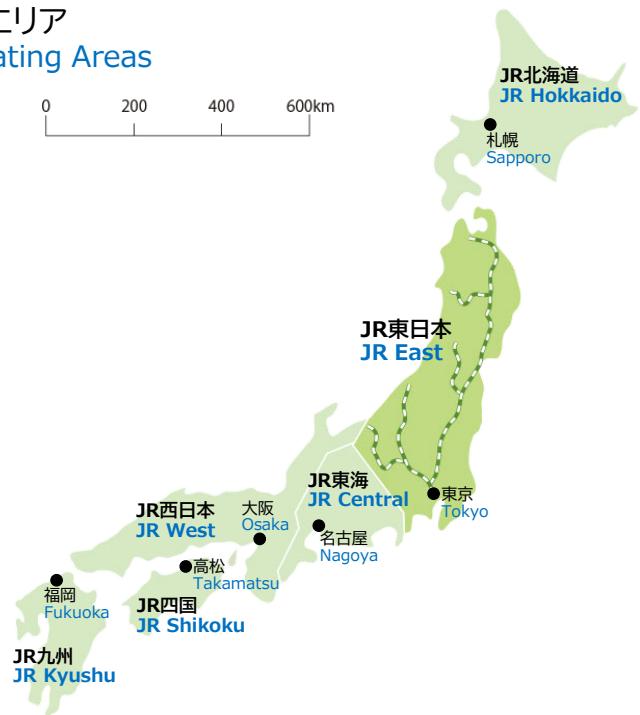 エリア
ating Areas
0 200 400 600km
JR北海道
JR Hokkaido
札幌
Sapporo
JR東日本
JR East
東京
Tokyo
JR東海
JR Central
名古屋
Nagoya
JR西日本
JR West
大阪
Osaka
高松
Takamatsu
JR四国
JR Shikoku
福岡
Fukuoka
JR九州
JR Kyushu